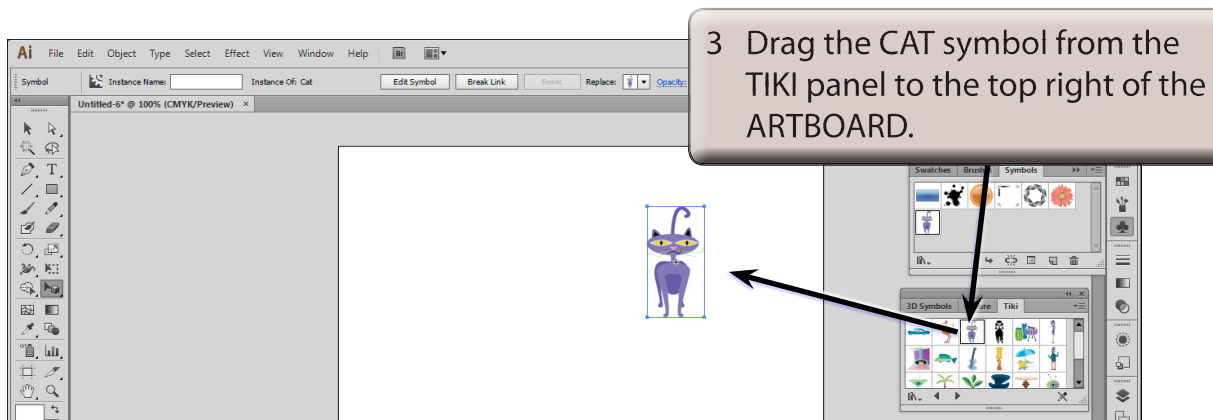 3 Drag the CAT symbol from the
TIKI panel to the top right of the
ARTBOARD.
Ai File Edit Object Type Select Effect View Window Help Br
Symbol Instance Name: Instance Of: Cat Edit Symbol Break Link Reset Replace: Opacity:
Untitled-6* @ 100% (CMYK/Preview) ×
Swatches Symbols
3D Symbols Tiki